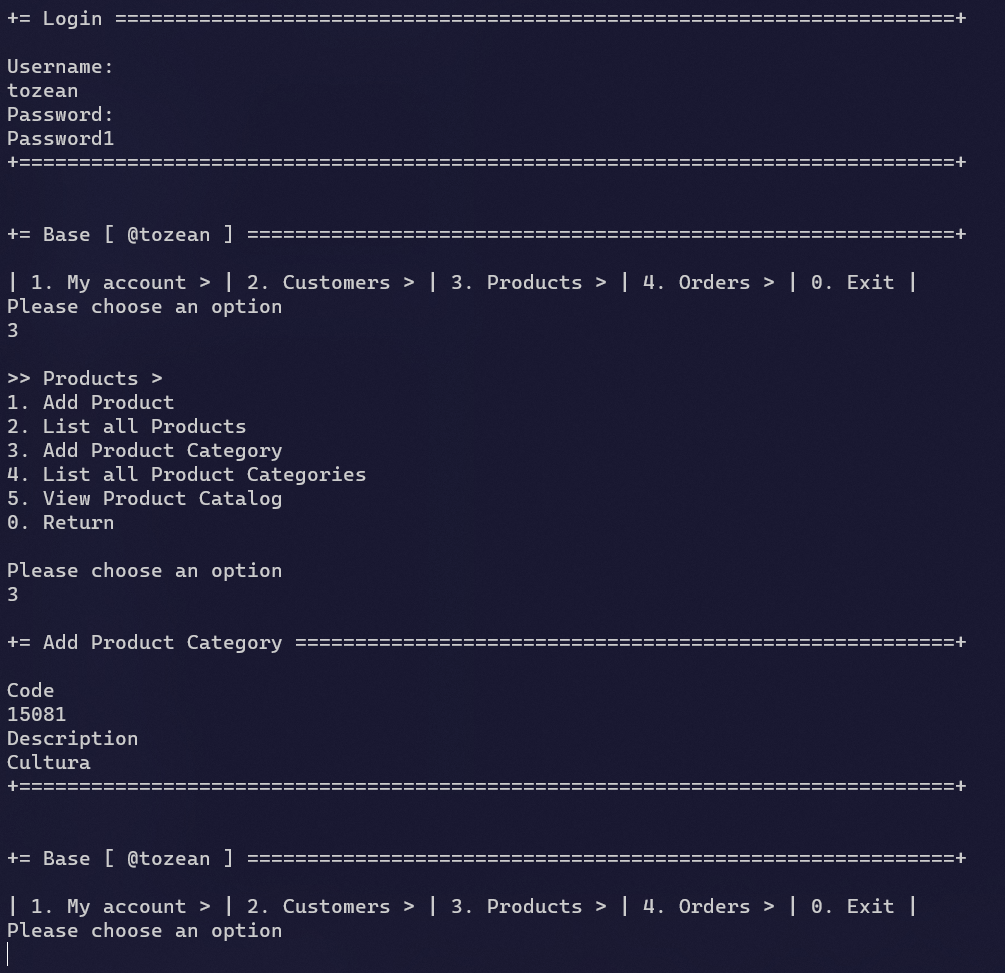 += Login ======================================================================+
Username:
tozean
Password:
Password1
+==============================================================================+
+= Base [ @tozean ] ===========================================================+
| 1. My account > | 2. Customers > | 3. Products > | 4. Orders > | 0. Exit |
Please choose an option
3
>> Products >
1. Add Product
2. List all Products
3. Add Product Category
4. List all Product Categories
5. View Product Catalog
0. Return
Please choose an option
3
+= Add Product Category =======================================================+
Code
15081
Description
Cultura
+==============================================================================+
+= Base [ @tozean ] ===========================================================+
| 1. My account > | 2. Customers > | 3. Products > | 4. Orders > | 0. Exit |
Please choose an option